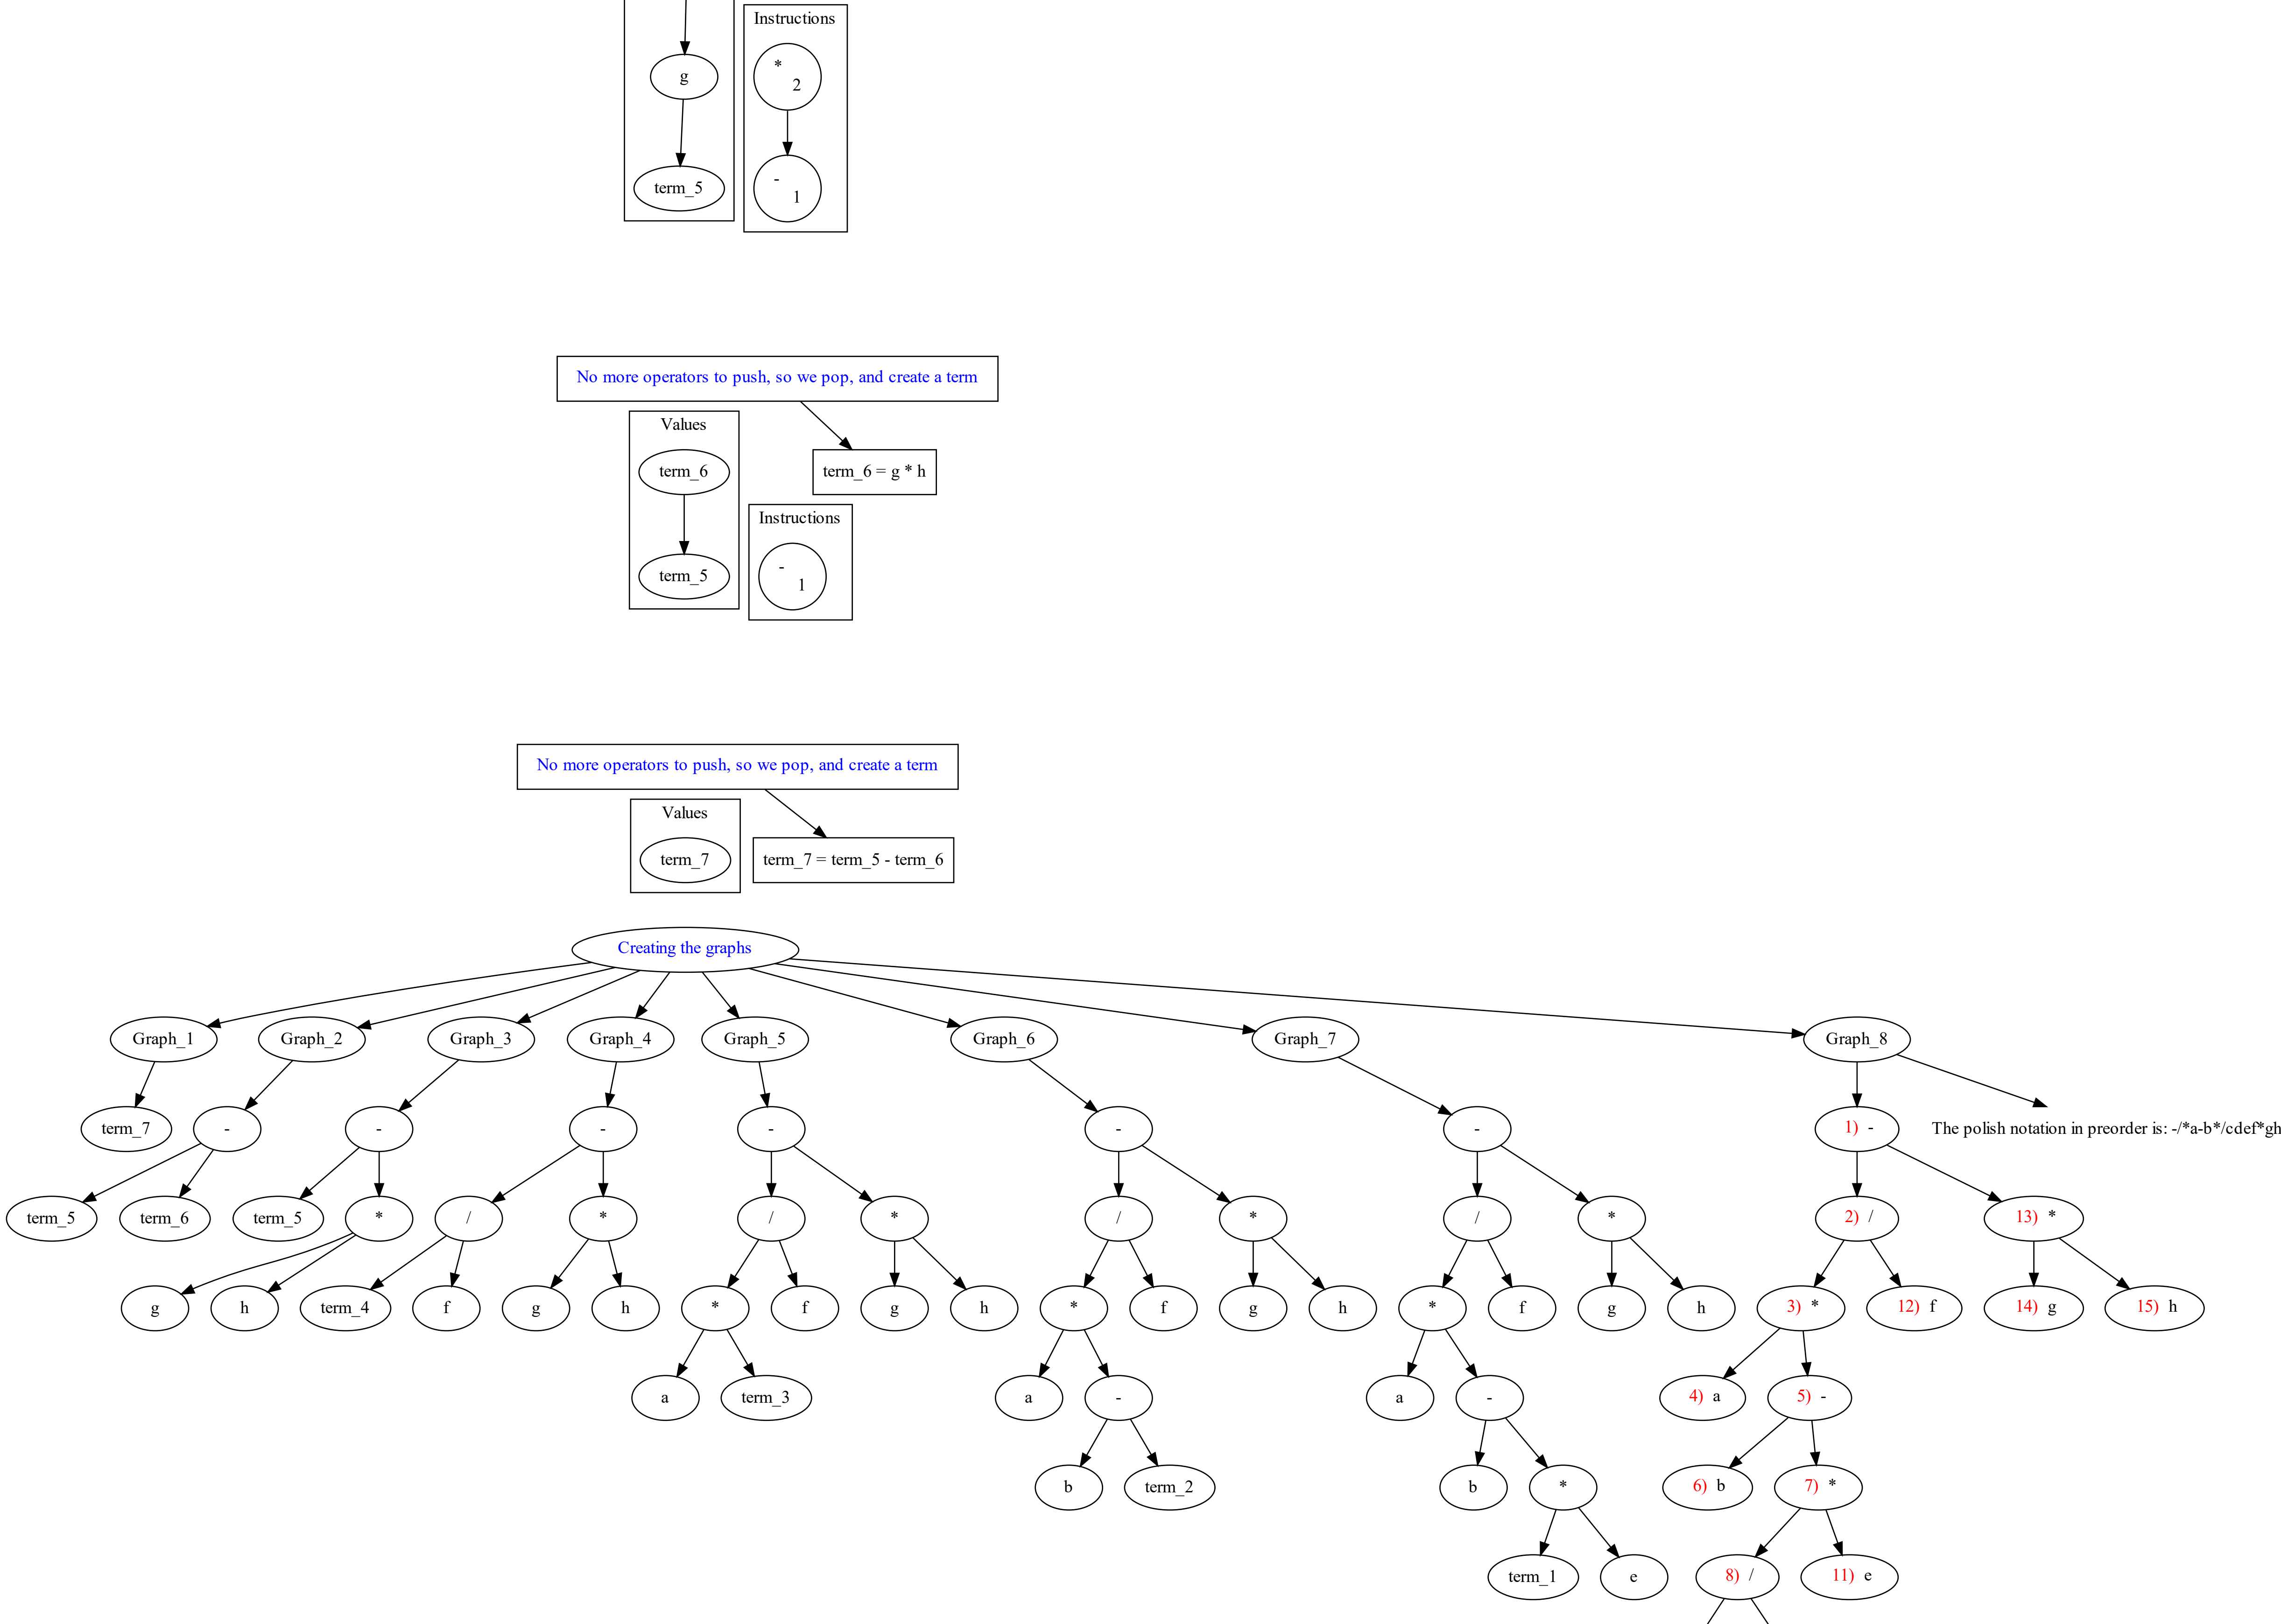 Instructions
g
*
2
term_5
-
1
No more operators to push, so we pop, and create a term
Values
term_6
term_6 = g * h
Instructions
term_5
-
1
No more operators to push, so we pop, and create a term
Values
term_7
term_7 = term_5 - term_6
Creating the graphs
Graph_1 Graph_2 Graph_3 Graph_4 Graph_5 Graph_6 Graph_7 Graph_8
term_7 - - - - - - 1) - The polish notation in preorder is: -/*a-b*/cdef*gh
term_5 term_6 term_5 * / * / * / * / * 2) / 13) *
g h term_4 f g h * f g h * f g h * f g h 3) * 12) f 14) g 15) h
a term_3 a - a - 4) a 5) -
b term_2 b * 6) b 7) *
term_1 e 8) / 11) e